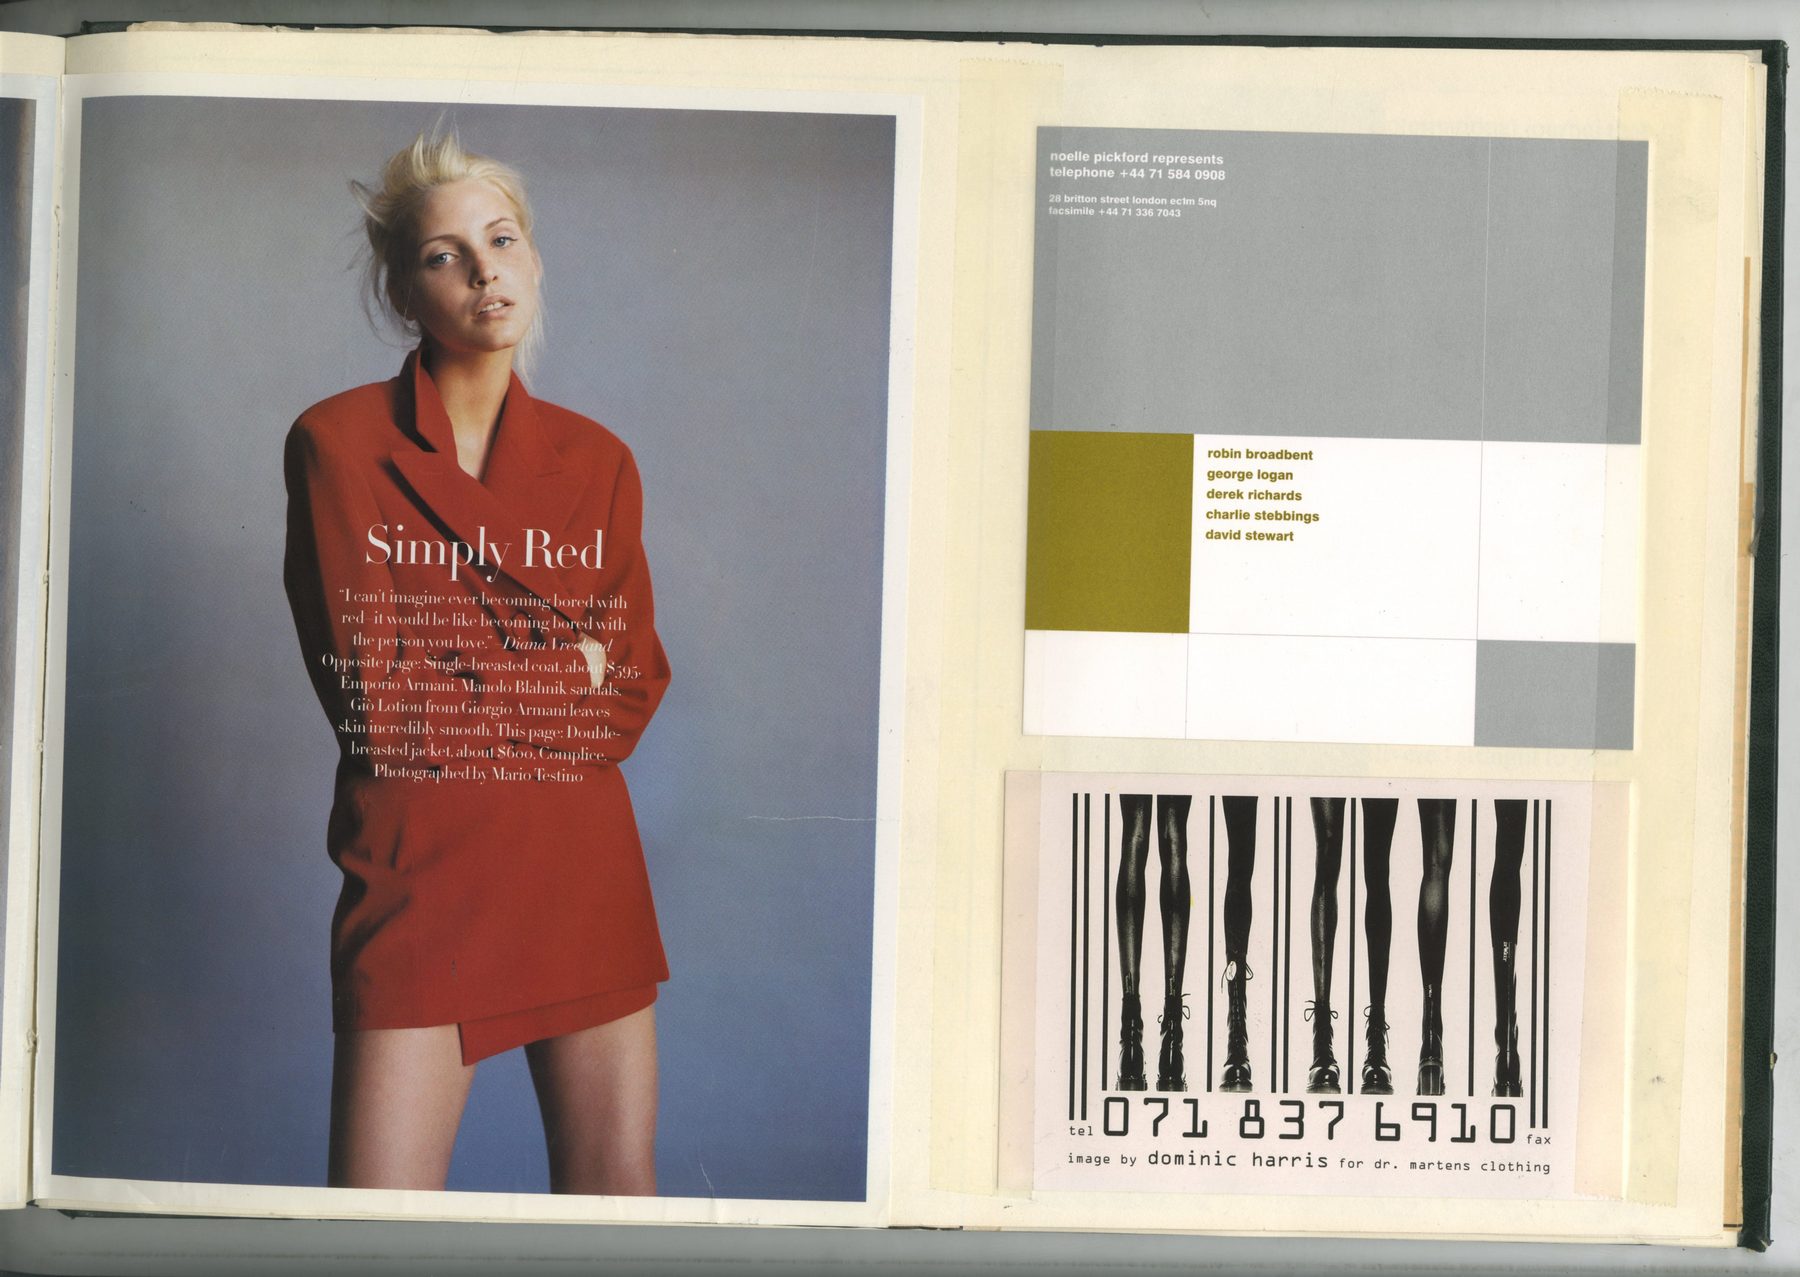 Simply Red
“I can't imagine ever becoming bored with
red–it would be like becoming bored with
the person you love.” –Diana Vreeland
Opposite page: Single-breasted coat, about $595.
Emporio Armani. Manolo Blahnik sandals.
Giò Lotion from Giorgio Armani leaves
skin incredibly smooth. This page: Double-
breasted jacket, about $600, Complice.
Photographed by Mario Testino
noelle pickford represents
telephone +44 71 584 0908
28 britton street london ec1m 5nq
facsimile +44 71 336 7043
robin broadbent
george logan
derek richards
charlie stebbings
david stewart
tel 071 837 6910 fax
image by dominic harris for dr. martens clothing